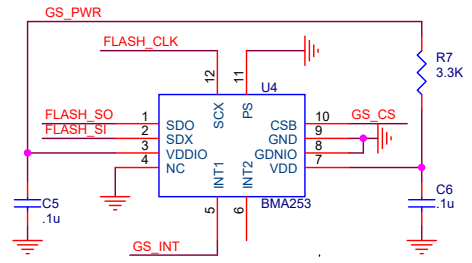 GS_PWR
FLASH_CLK
R7
3.3K
12
11
U4
SCX
PS
FLASH_SO 1 SDO CSB 10 GS_CS
FLASH_SI 2 SDX GND 9
3 VDDIO GDNIO 8
4 NC VDD 7
INT1
INT2
BMA253
C5
.1u
C6
.1u
5
6
GS_INT